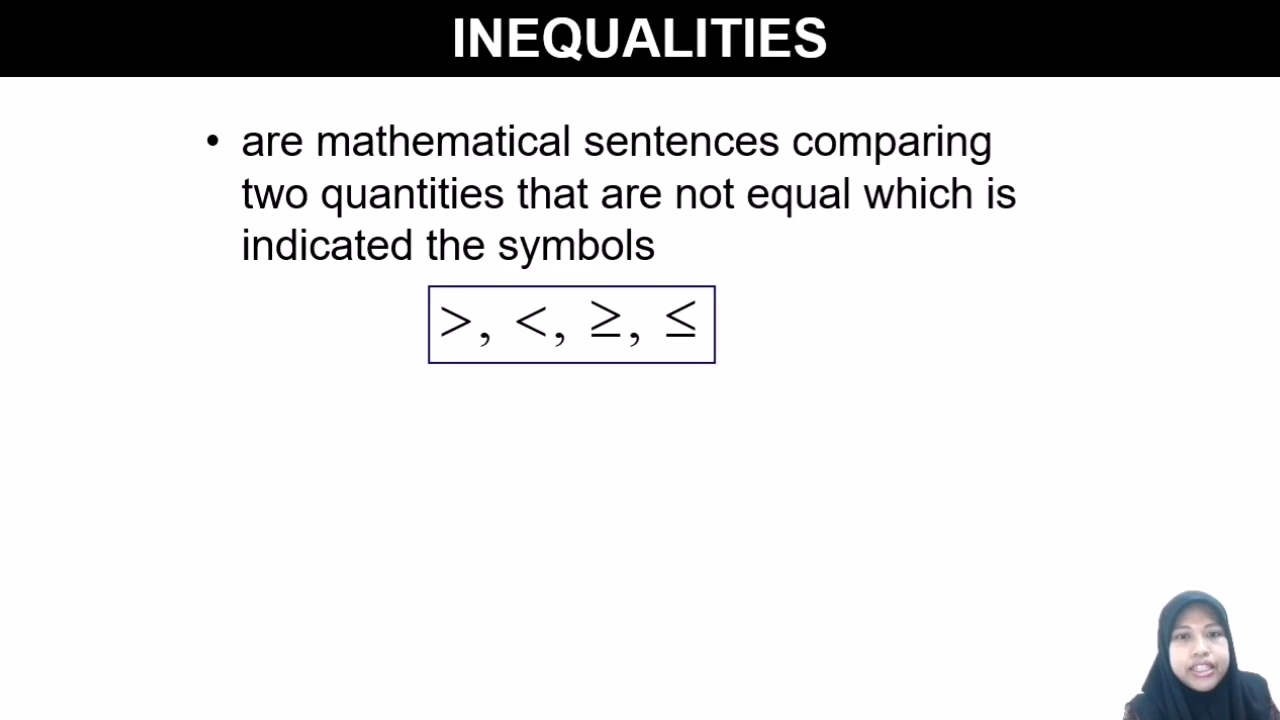 INEQUALITIES
• are mathematical sentences comparing
two quantities that are not equal which is
indicated the symbols
>, <, ≥, ≤